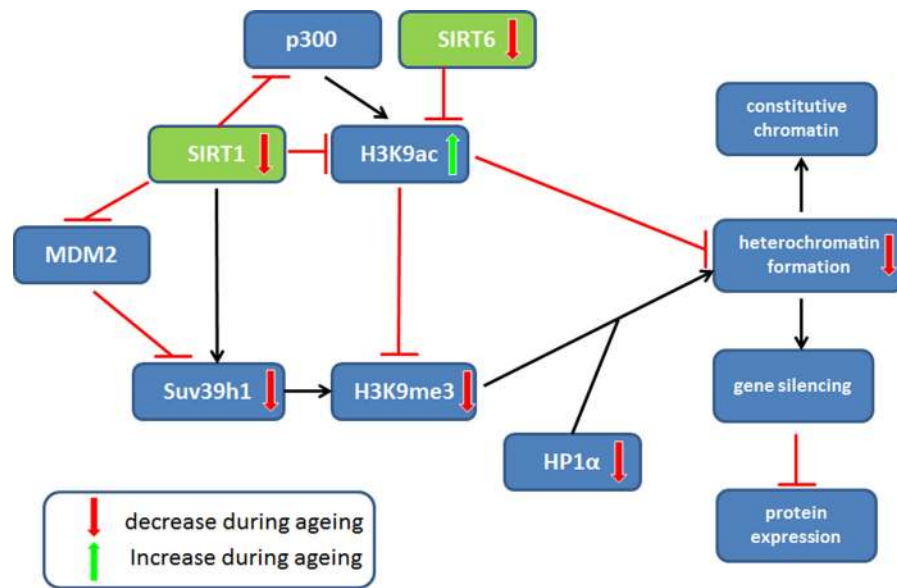 p300
SIRT6
constitutive
chromatin
SIRT1
H3K9ac
MDM2
heterochromatin
formation
Suv39h1
H3K9me3
gene silencing
HP1α
protein
expression
decrease during ageing
Increase during ageing